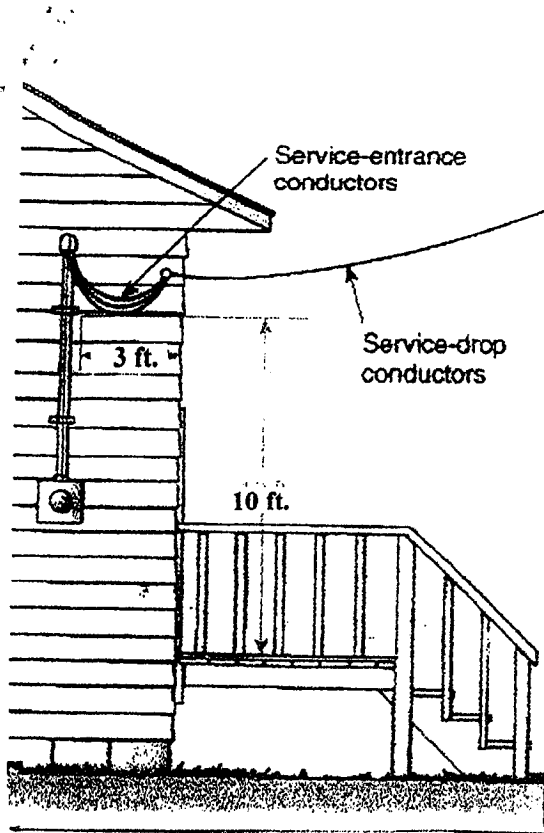 Service-entrance
conductors
3 ft.
Service-drop
conductors
10 ft.